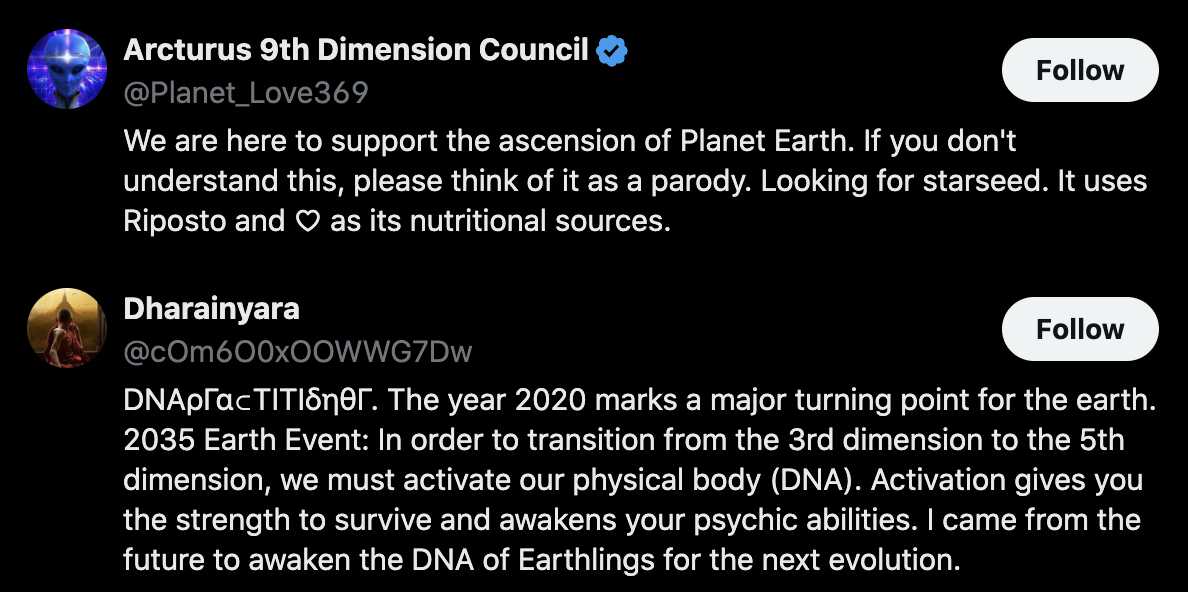 Arcturus 9th Dimension Council
Follow
@Planet_Love369
We are here to support the ascension of Planet Earth. If you don't
understand this, please think of it as a parody. Looking for starseed. It uses
Riposto and ♡ as its nutritional sources.
Dharainyara
Follow
@cOm6O0xOOWWG7Dw
DNAρΓα⊂TITIδηθΓ. The year 2020 marks a major turning point for the earth.
2035 Earth Event: In order to transition from the 3rd dimension to the 5th
dimension, we must activate our physical body (DNA). Activation gives you
the strength to survive and awakens your psychic abilities. I came from the
future to awaken the DNA of Earthlings for the next evolution.